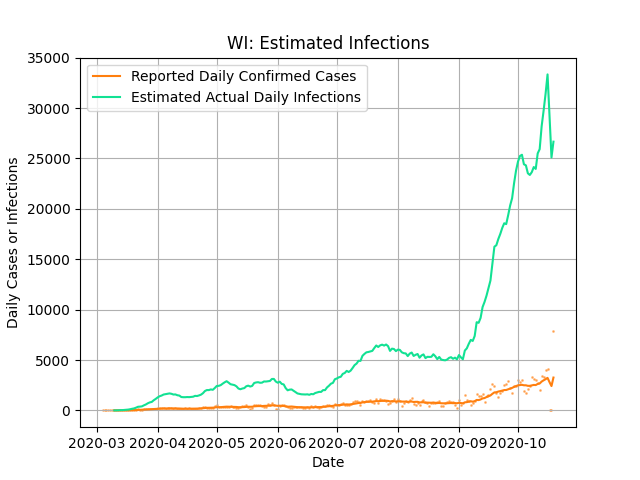 WI: Estimated Infections
Reported Daily Confirmed Cases
Estimated Actual Daily Infections
Daily Cases or Infections
35000
30000
25000
20000
15000
10000
5000
0
2020-03 2020-04 2020-05 2020-06 2020-07 2020-08 2020-09 2020-10
Date